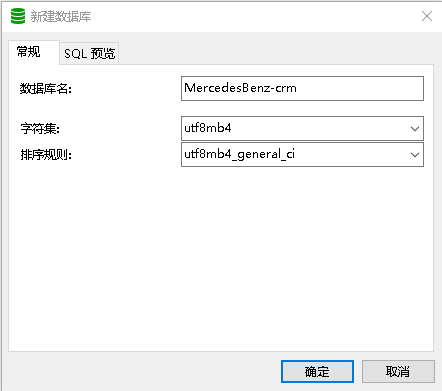 新建数据库
常规
SQL 预览
数据库名:
MercedesBenz-crm
字符集:
utf8mb4
排序规则:
utf8mb4_general_ci
确定
取消